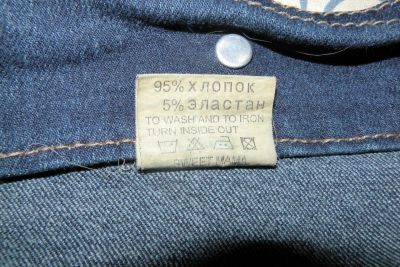 95% ХЛОПОК
5% ЭЛАСТАН
TO WASH AND TO IRON
TURN INSIDE OUT
SWEET MAMA